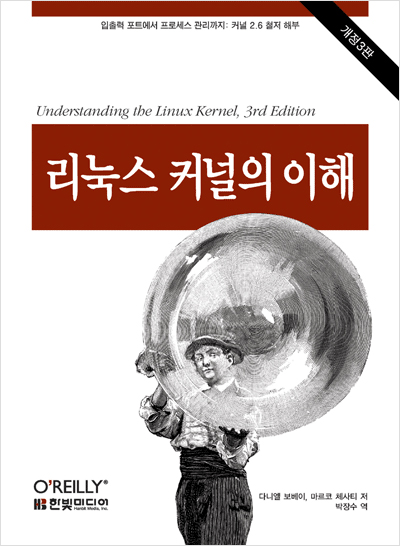 입출력 포트에서 프로세스 관리까지: 커널 2.6 철저 해부
개정3판
Understanding the Linux Kernel, 3rd Edition
리눅스 커널의 이해
다니엘 보베이, 마르코 체사티 저
박장수 역
O'REILLY®
HB 한빛미디어
Hanbit Media, Inc.